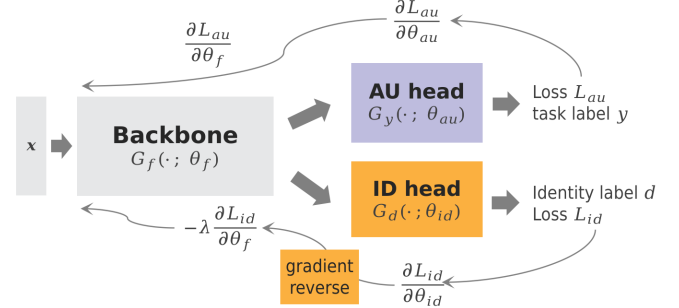 ∂L_au/∂θ_au
∂L_au/∂θ_f
x
Backbone
G_f(· ; θ_f)
AU head
G_y(· ; θ_au)
Loss L_au
task label y
ID head
G_d(· ; θ_id)
Identity label d
Loss L_id
−λ ∂L_id/∂θ_f
gradient
reverse
∂L_id/∂θ_id